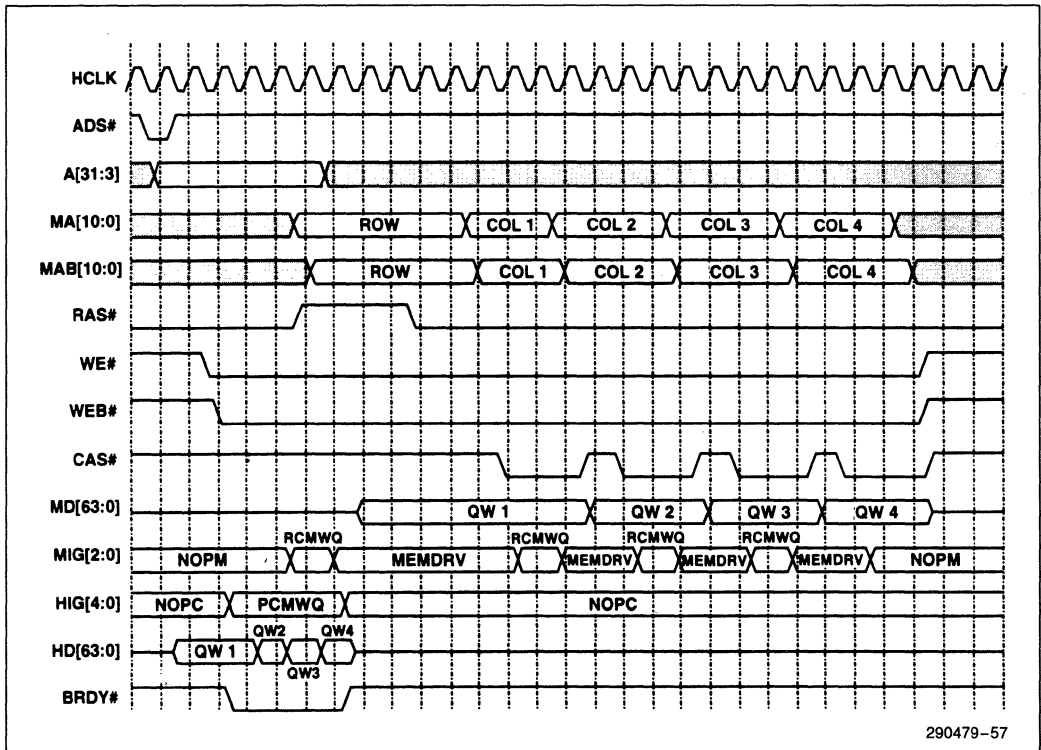 HCLK
ADS#
A[31:3]
MA[10:0] ROW COL 1 COL 2 COL 3 COL 4
MAB[10:0] ROW COL 1 COL 2 COL 3 COL 4
RAS#
WE#
WEB#
CAS#
MD[63:0] QW 1 QW 2 QW 3 QW 4
RCMWQ RCMWQ RCMWQ RCMWQ
MIG[2:0] NOPM MEMDRV MEMDRV MEMDRV MEMDRV NOPM
HIG[4:0] NOPC PCMWQ NOPC
QW2 QW4
HD[63:0] QW 1
QW3
BRDY#
290479-57